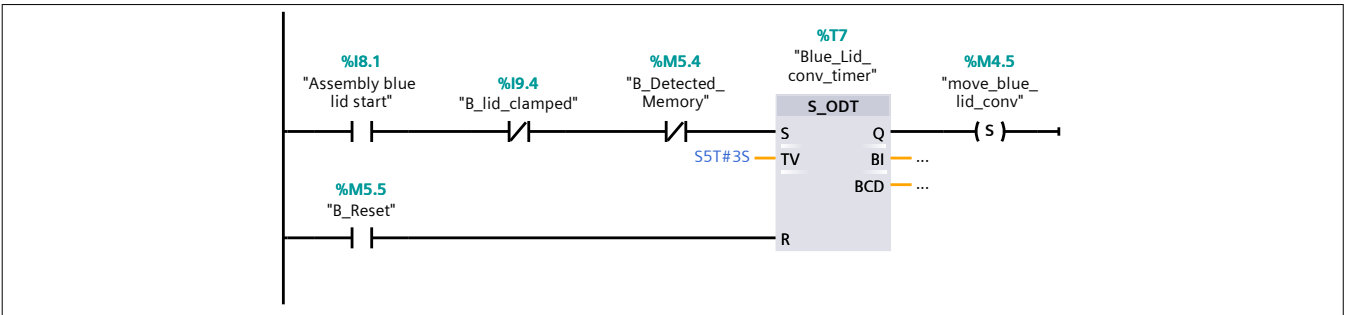 %T7
"Blue_Lid_
conv_timer"
%I8.1
"Assembly blue
lid start"
%I9.4
"B_lid_clamped"
%M5.4
"B_Detected_
Memory"
%M4.5
"move_blue_
lid_conv"
S_ODT
S
Q
S
S5T#3S
TV
BI
...
BCD
...
%M5.5
"B_Reset"
R